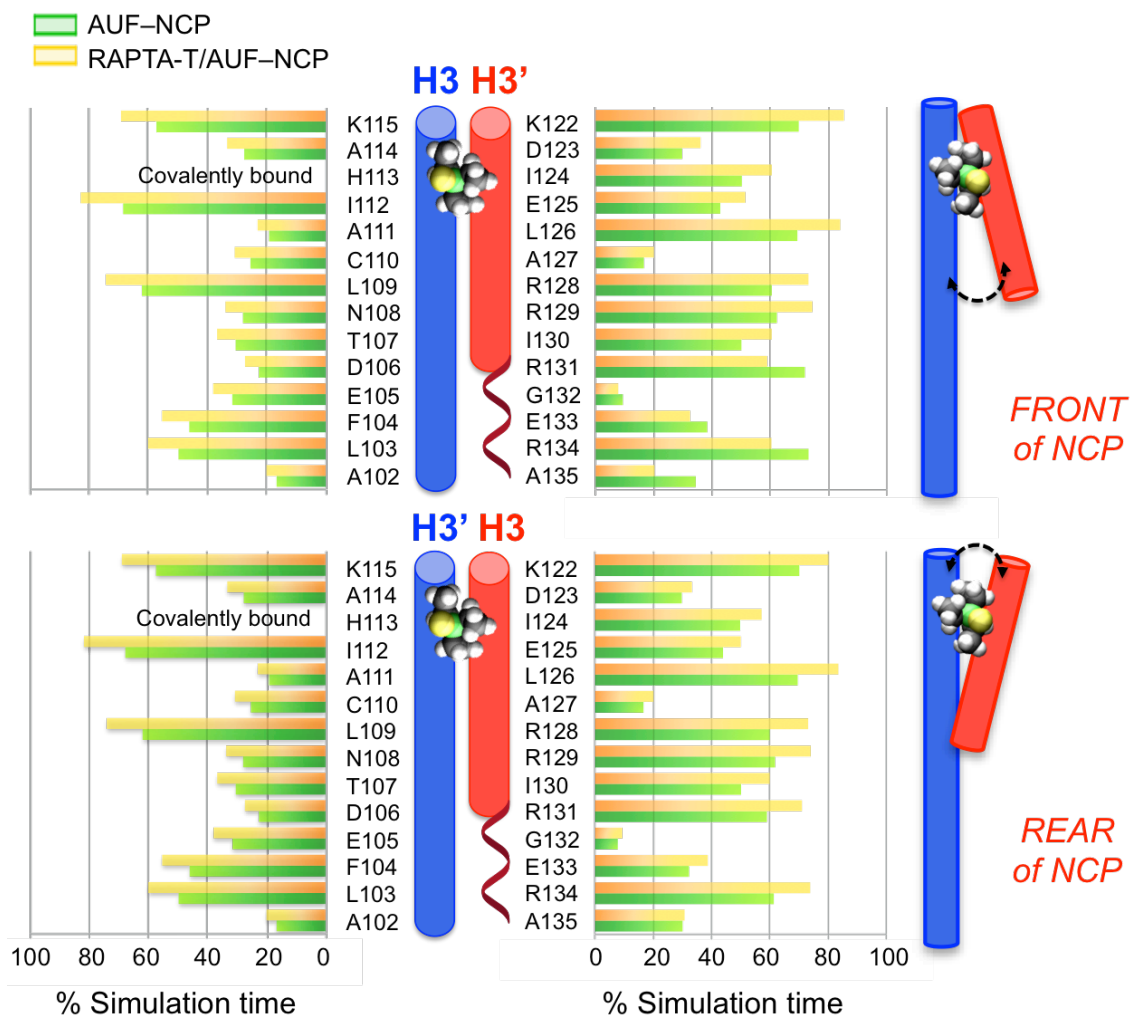 AUF–NCP
RAPTA-T/AUF–NCP
H3 H3’
K115 K122
A114 D123
Covally bound H113 I124
I112 E125
A111 L126
C110 A127
L109 R128
N108 R129
T107 I130
D106 R131
E105 G132
F104 E133
L103 R134
A102 A135
FRONT
of NCP
H3’ H3
K115 K122
A114 D123
Covalently bound H113 I124
I112 E125
A111 L126
C110 A127
L109 R128
N108 R129
T107 I130
D106 R131
E105 G132
F104 E133
L103 R134
A102 A135
REAR
of NCP
100 80 60 40 20 0 0 20 40 60 80 100
% Simulation time % Simulation time